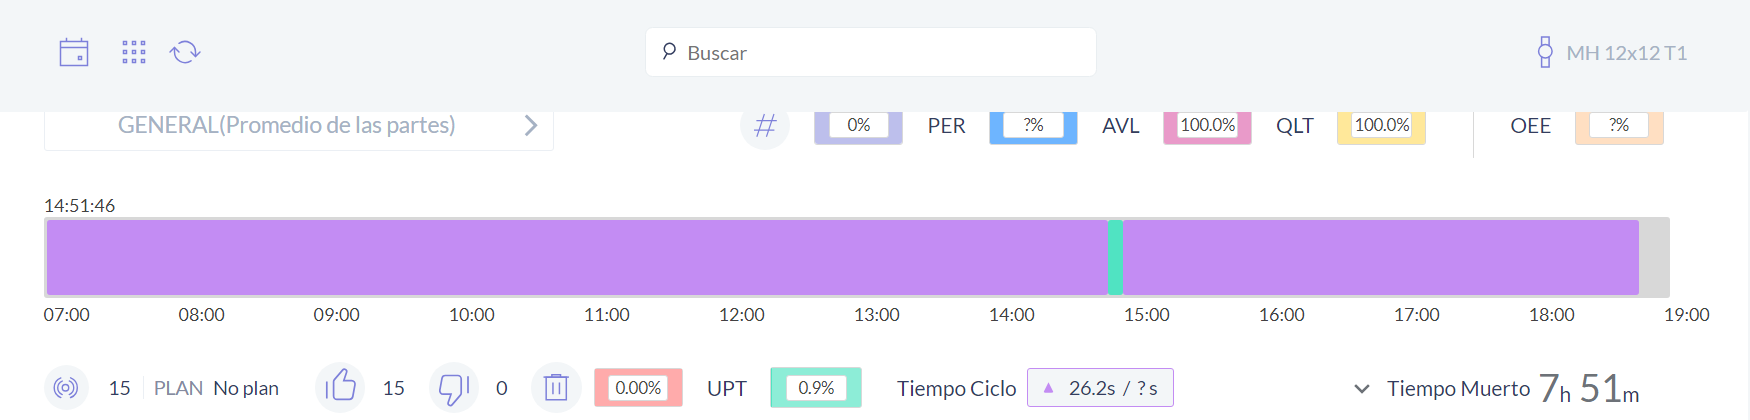 Buscar
MH 12x12 T1
GENERAL(Promedio de las partes)
# 0% PER ?% AVL 100.0% QLT 100.0% OEE ?%
14:51:46
07:00 08:00 09:00 10:00 11:00 12:00 13:00 14:00 15:00 16:00 17:00 18:00 19:00
15 PLAN No plan 15 0 0.00% UPT 0.9% Tiempo Ciclo ▲ 26.2s / ? s Tiempo Muerto 7h 51m